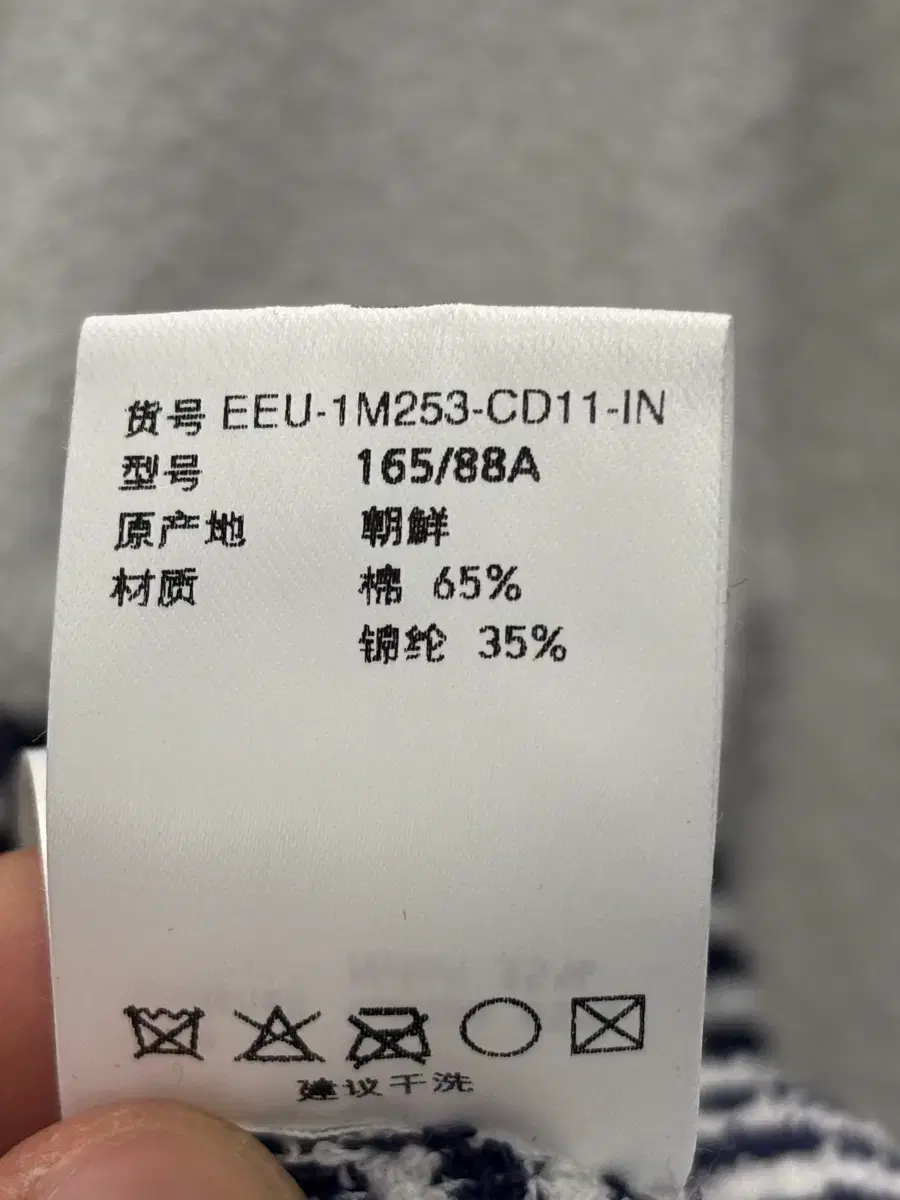 货号 EEU-1M253-CD11-IN
型号 165/88A
原产地 朝鲜
材质 棉 65%
锦纶 35%
建议干洗